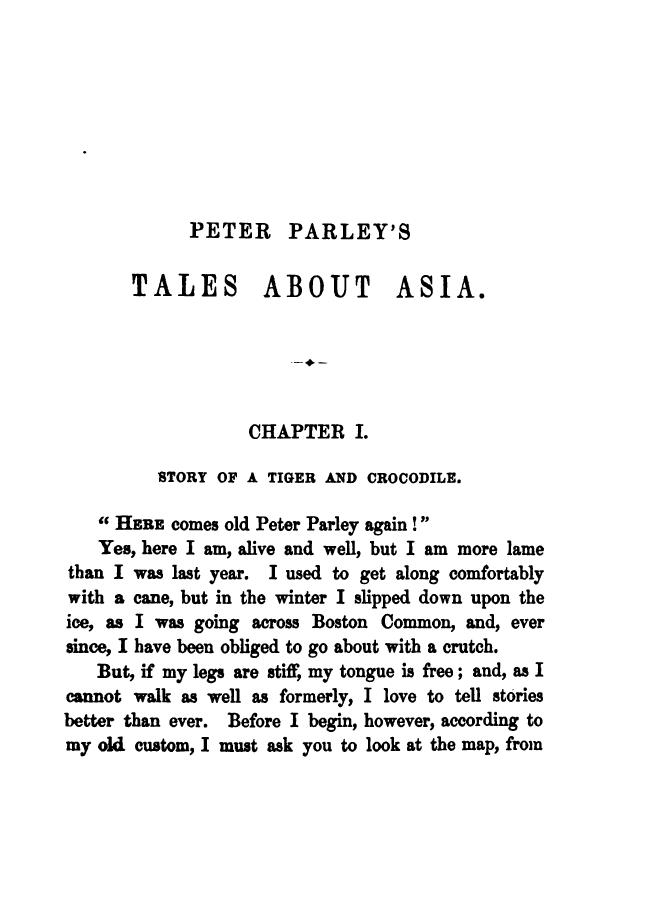 PETER PARLEY'S
TALES ABOUT ASIA.
CHAPTER I.
STORY OF A TIGER AND CROCODILE.
“ HERE comes old Peter Parley again ! ”
Yes, here I am, alive and well, but I am more lame
than I was last year. I used to get along comfortably
with a cane, but in the winter I slipped down upon the
ice, as I was going across Boston Common, and, ever
since, I have been obliged to go about with a crutch.
But, if my legs are stiff, my tongue is free ; and, as I
cannot walk as well as formerly, I love to tell stories
better than ever. Before I begin, however, according to
my old custom, I must ask you to look at the map, from